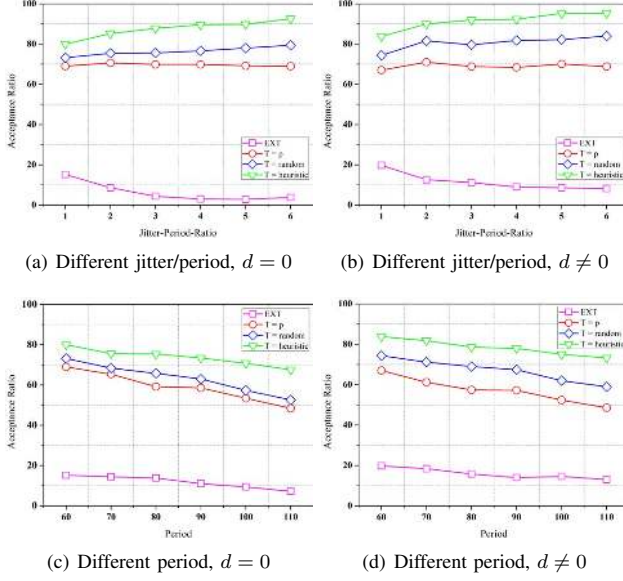 100
80
60
40
20
0
Acceptance Ratio
EXT
T = p
T = random
T = heuristic
1 2 3 4 5 6
Jitter-Period-Ratio
(a) Different jitter/period, d = 0
100
80
60
40
20
0
Acceptance Ratio
EXT
T = p
T = random
T = heuristic
1 2 3 4 5 6
Jitter-Period-Ratio
(b) Different jitter/period, d ≠ 0
100
80
60
40
20
0
Acceptance Ratio
EXT
T = p
T = random
T = heuristic
60 70 80 90 100 110
Period
(c) Different period, d = 0
100
80
60
40
20
0
Acceptance Ratio
EXT
T = p
T = random
T = heuristic
60 70 80 90 100 110
Period
(d) Different period, d ≠ 0